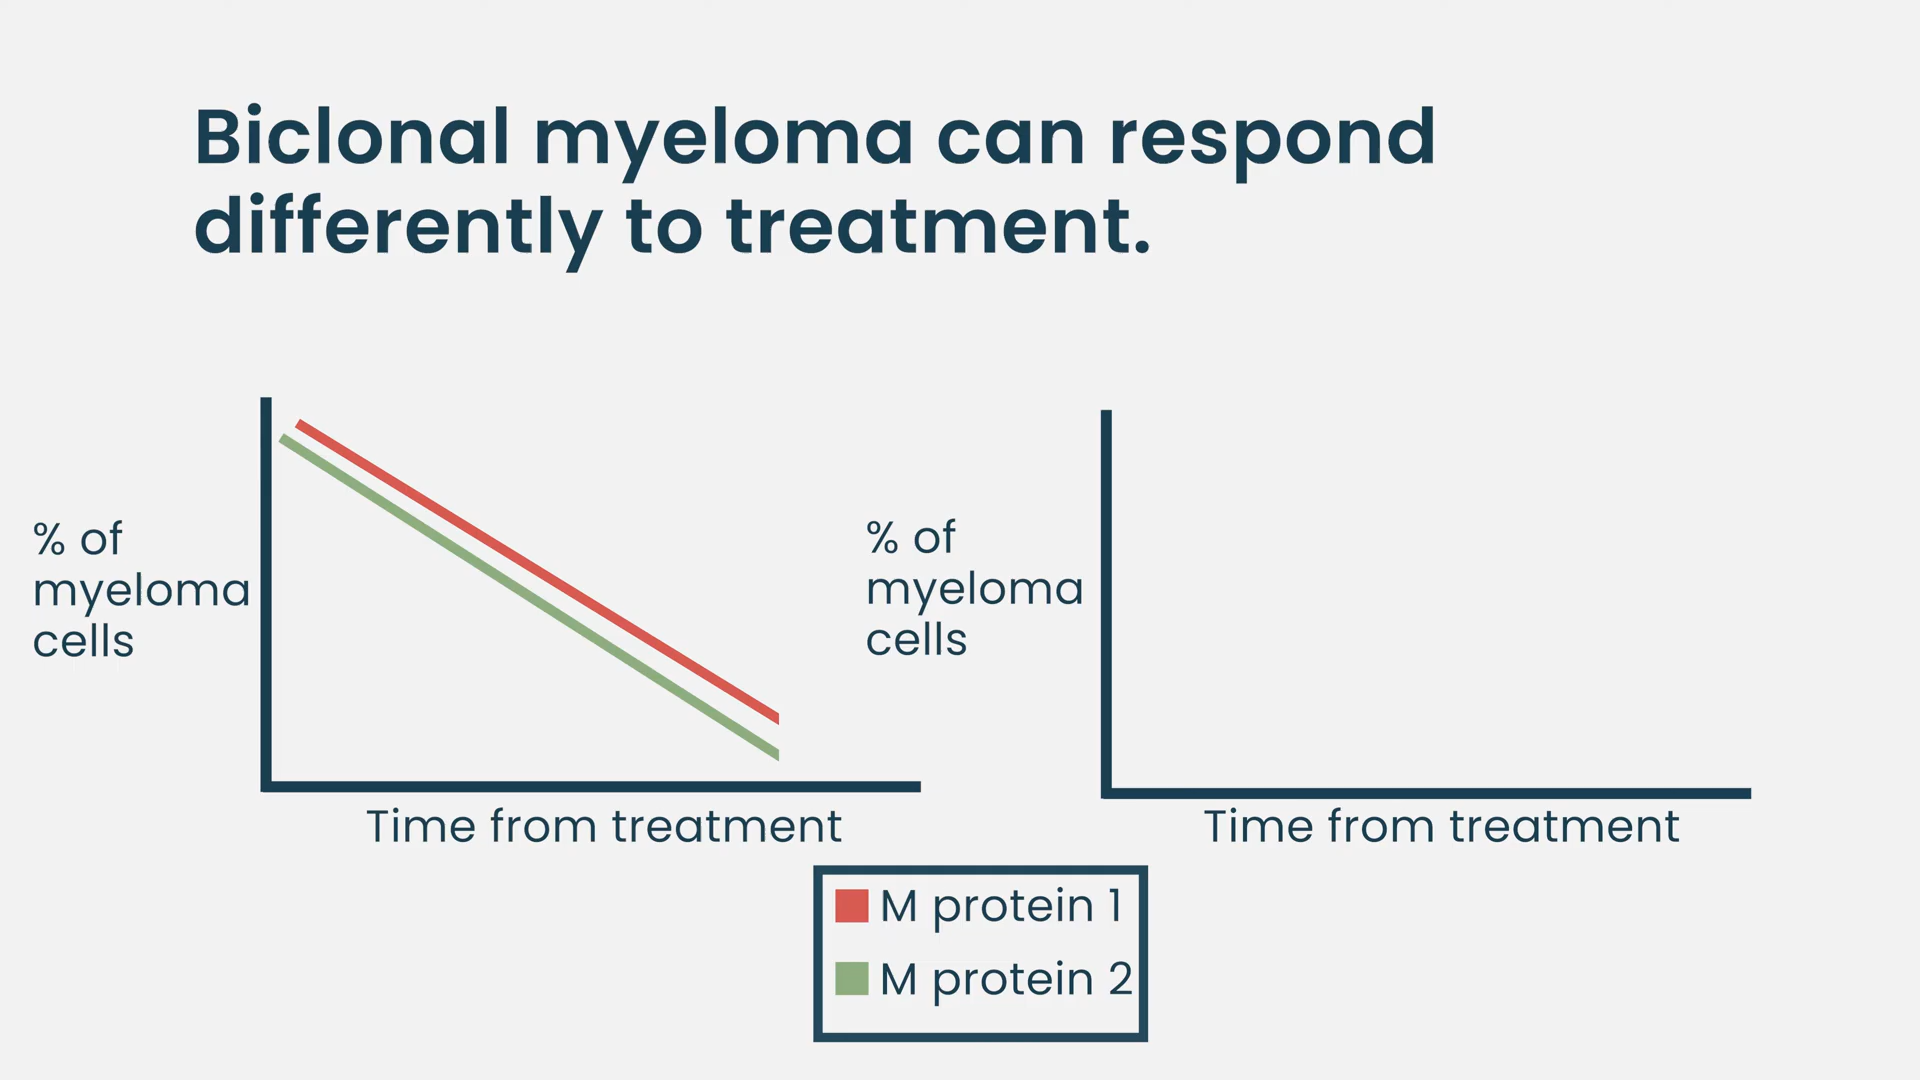 Biclonal myeloma can respond
differently to treatment.
% of
myeloma
cells
Time from treatment
% of
myeloma
cells
Time from treatment
M protein 1
M protein 2